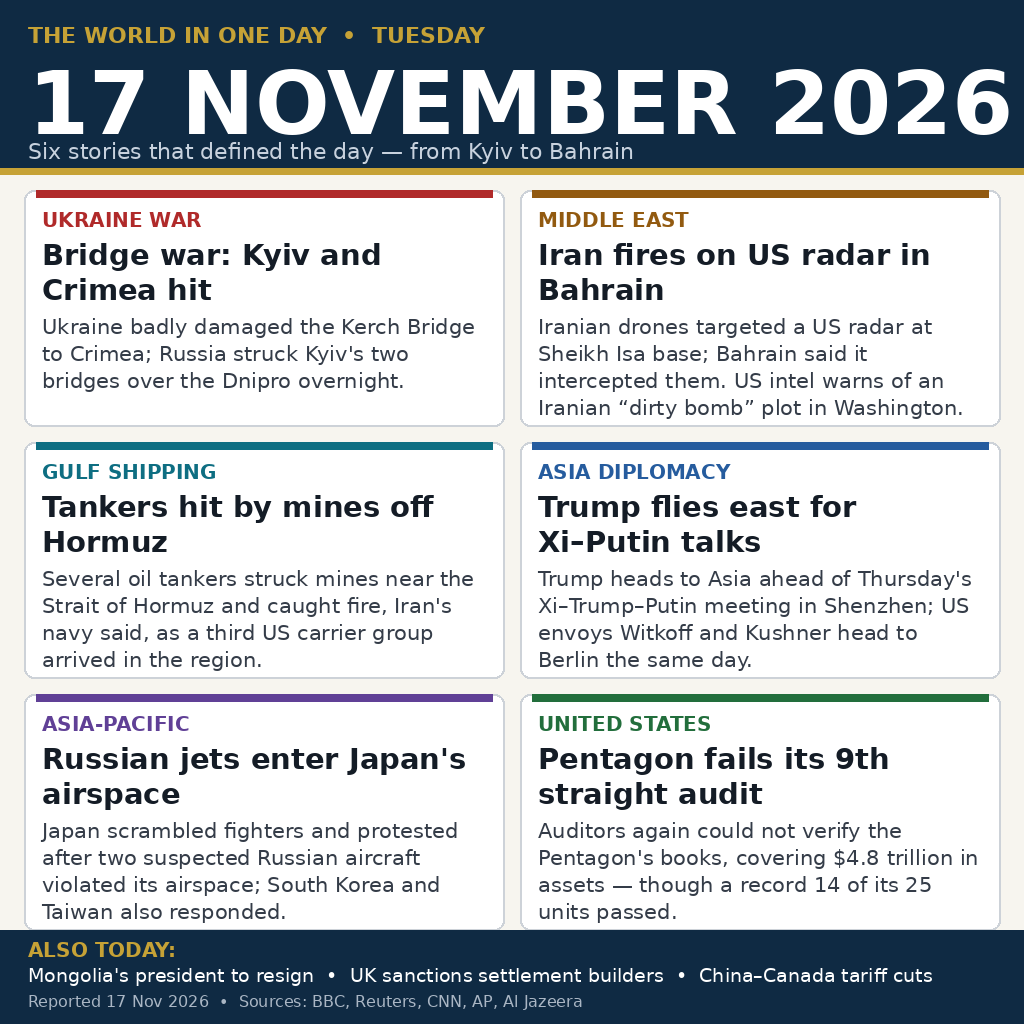 THE WORLD IN ONE DAY • TUESDAY
17 NOVEMBER 2026
Six stories that defined the day — from Kyiv to Bahrain
UKRAINE WAR
Bridge war: Kyiv and
Crimea hit
Ukraine badly damaged the Kerch Bridge
to Crimea; Russia struck Kyiv's two
bridges over the Dnipro overnight.
MIDDLE EAST
Iran fires on US radar in
Bahrain
Iranian drones targeted a US radar at
Sheikh Isa base; Bahrain said it
intercepted them. US intel warns of an
Iranian “dirty bomb” plot in Washington.
GULF SHIPPING
Tankers hit by mines off
Hormuz
Several oil tankers struck mines near the
Strait of Hormuz and caught fire, Iran's
navy said, as a third US carrier group
arrived in the region.
ASIA DIPLOMACY
Trump flies east for
Xi–Putin talks
Trump heads to Asia ahead of Thursday's
Xi–Trump–Putin meeting in Shenzhen; US
envoys Witkoff and Kushner head to
Berlin the same day.
ASIA-PACIFIC
Russian jets enter Japan's
airspace
Japan scrambled fighters and protested
after two suspected Russian aircraft
violated its airspace; South Korea and
Taiwan also responded.
UNITED STATES
Pentagon fails its 9th
straight audit
Auditors again could not verify the
Pentagon's books, covering $4.8 trillion in
assets — though a record 14 of its 25
units passed.
ALSO TODAY:
Mongolia's president to resign • UK sanctions settlement builders • China–Canada tariff cuts
Reported 17 Nov 2026 • Sources: BBC, Reuters, CNN, AP, Al Jazeera